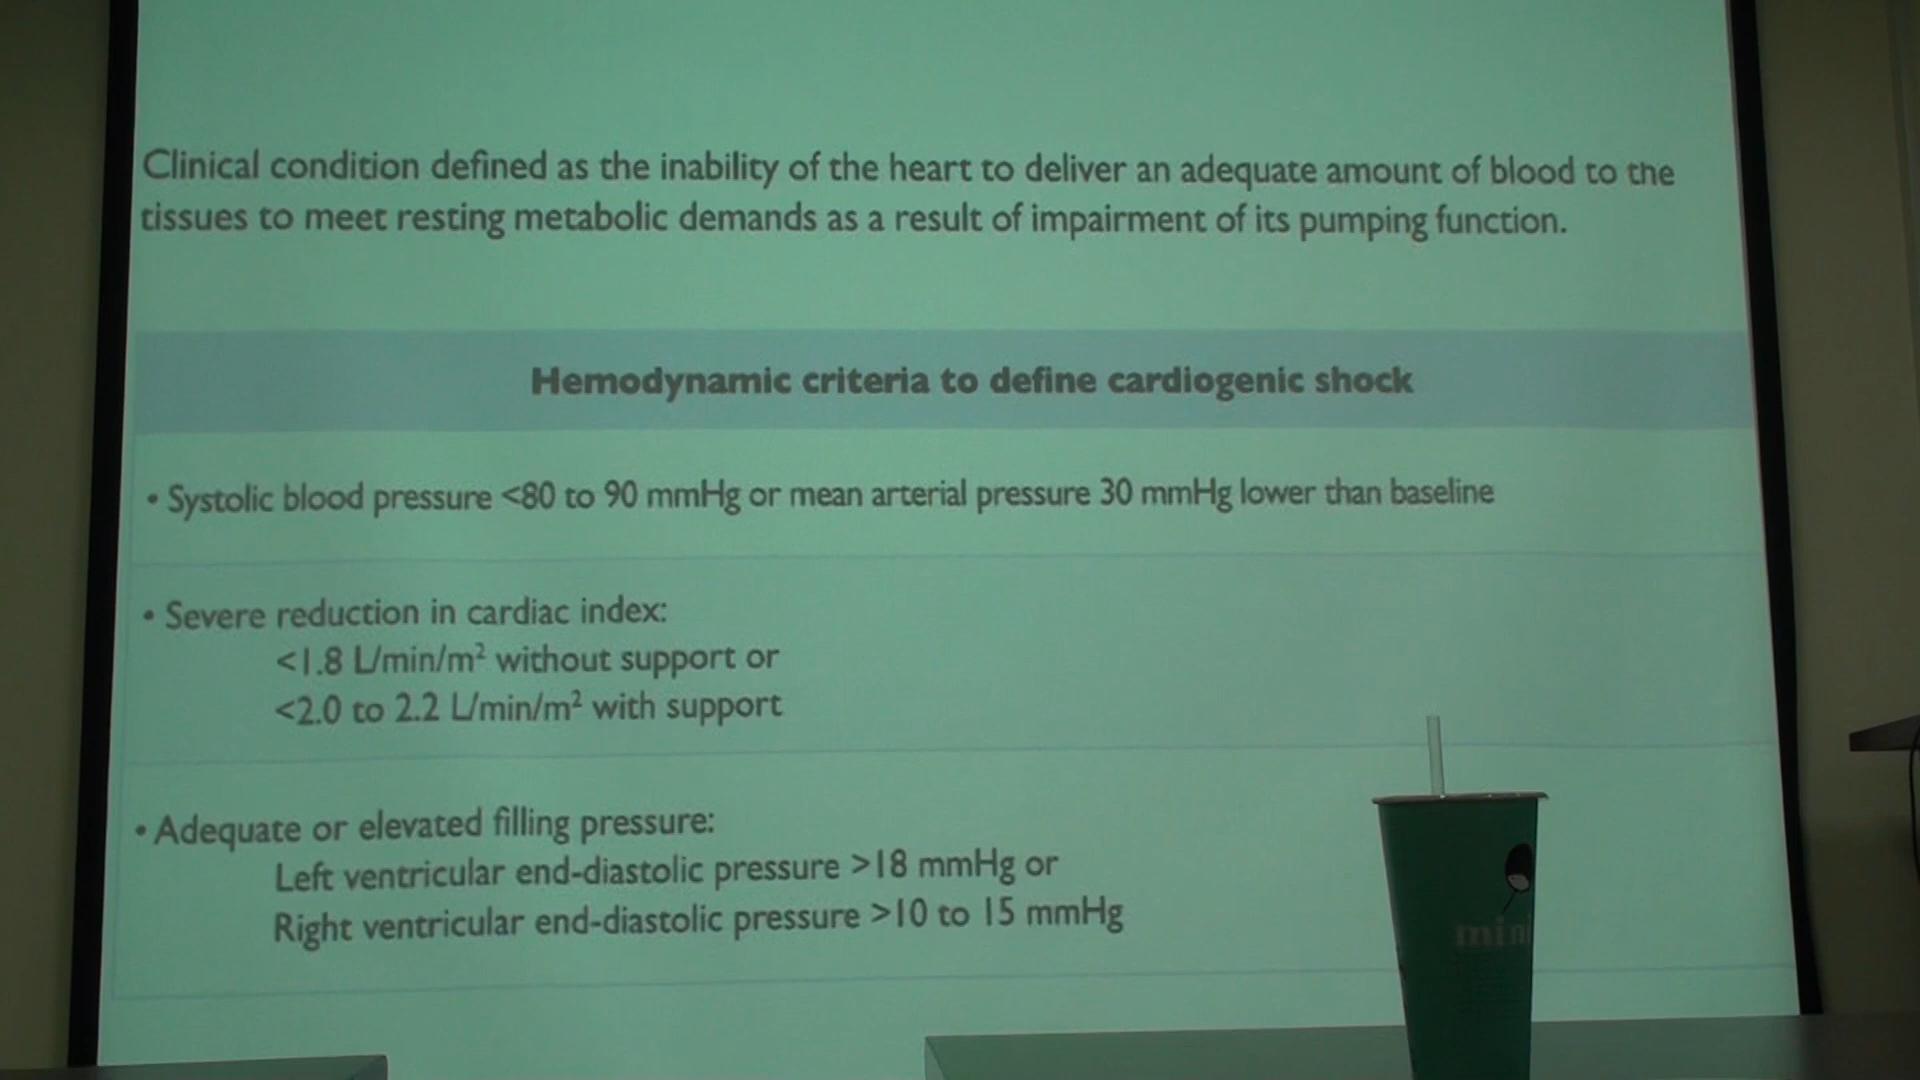 Clinical condition defined as the inability of the heart to deliver an adequate amount of blood to the
tissues to meet resting metabolic demands as a result of impairment of its pumping function.
Hemodynamic criteria to define cardiogenic shock
• Systolic blood pressure <80 to 90 mmHg or mean arterial pressure 30 mmHg lower than baseline
• Severe reduction in cardiac index:
<1.8 L/min/m² without support or
<2.0 to 2.2 L/min/m² with support
• Adequate or elevated filling pressure:
Left ventricular end-diastolic pressure >18 mmHg or
Right ventricular end-diastolic pressure >10 to 15 mmHg
mini